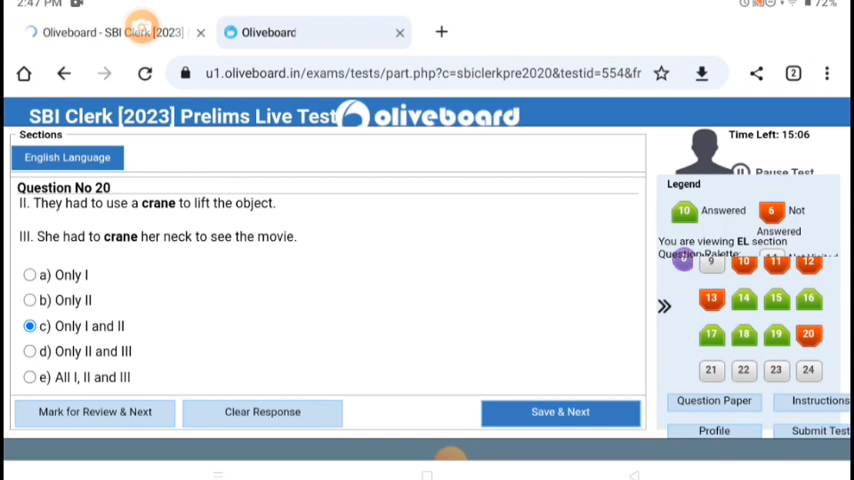 2:47 PM
72%
Oliveboard - SBI Clerk [2023]
Oliveboard
u1.oliveboard.in/exams/tests/part.php?c=sbiclerkpre2020&testid=554&fr
2
SBI Clerk [2023] Prelims Live Test
oliveboard
Sections
English Language
Time Left: 15:06
Pause Test
Question No 20
II. They had to use a crane to lift the object.
III. She had to crane her neck to see the movie.
a) Only I
b) Only II
c) Only I and II
d) Only II and III
e) All I, II and III
Mark for Review & Next
Clear Response
Save & Next
Legend
10 Answered
6 Not Answered
You are viewing EL section
Question Palette:
0
9 10 11 12
13 14 15 16
17 18 19 20
21 22 23 24
Question Paper
Instructions
Profile
Submit Test